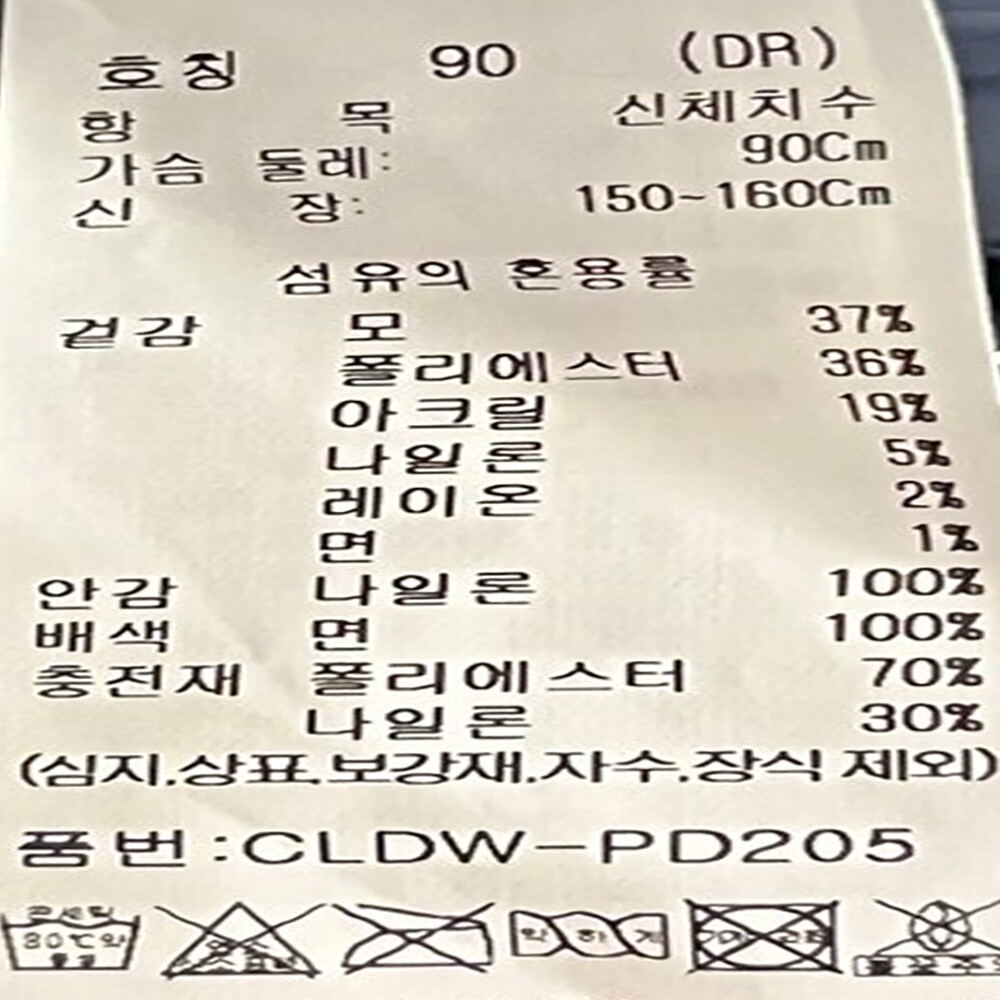 호칭 90 (DR)
항 목 신체치수
가슴 둘레: 90Cm
신 장: 150~160Cm
섬유의 혼용률
겉감 모 37%
폴리에스터 36%
아크릴 19%
나일론 5%
레이온 2%
면 1%
안감 나일론 100%
배색 면 100%
충전재 폴리에스터 70%
나일론 30%
(심지.상표.보강재.자수.장식 제외)
품번:CLDW-PD205
약하게